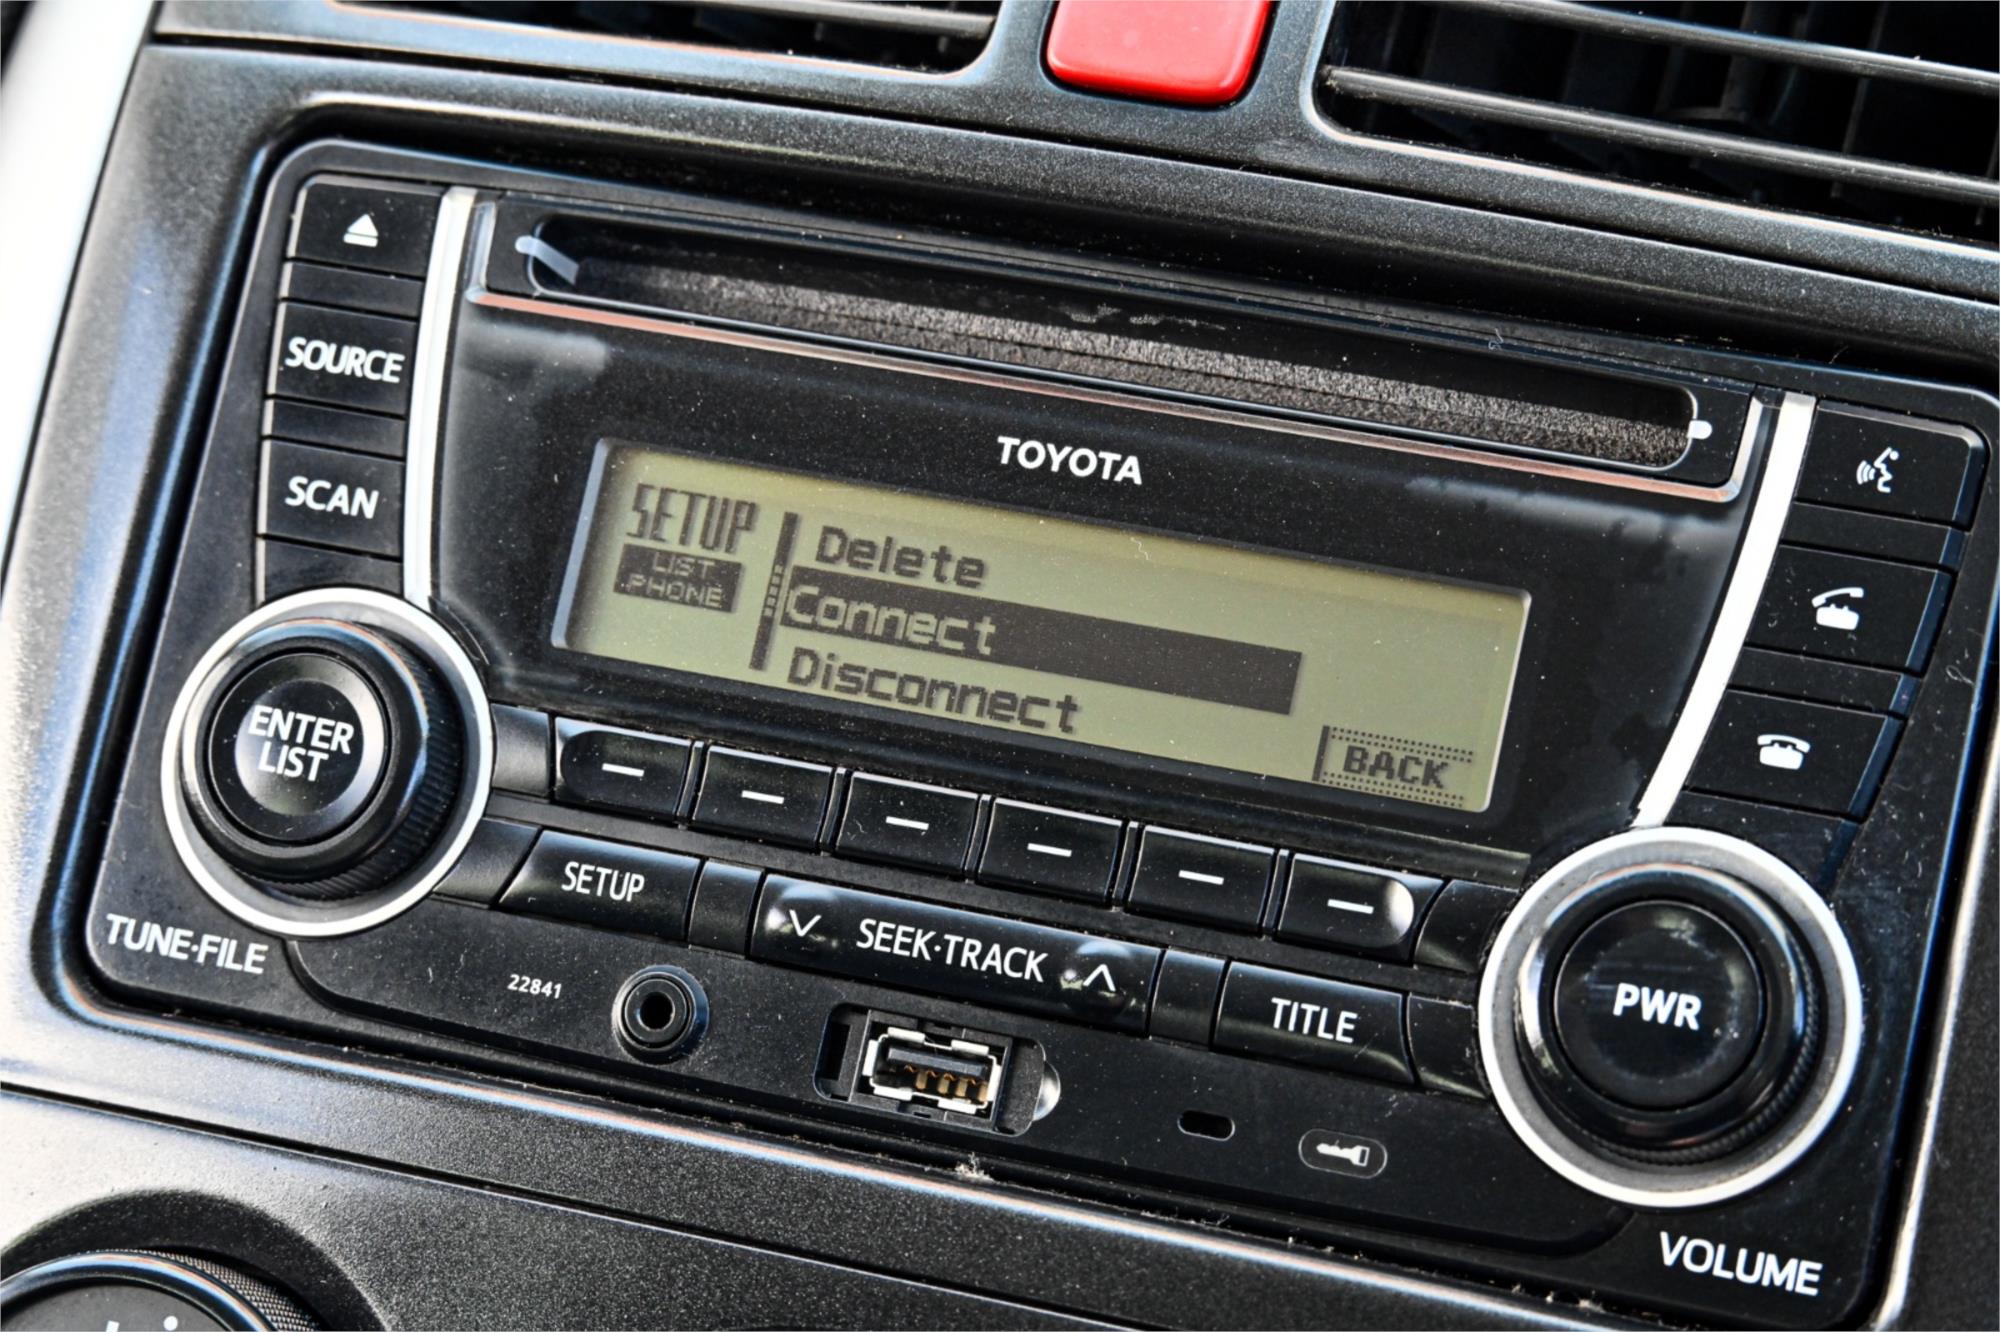 SOURCE
SCAN
TOYOTA
SETUP
LIST
PHONE
Delete
Connect
Disconnect
BACK
ENTER
LIST
TUNE·FILE
SETUP
SEEK·TRACK
TITLE
22841
PWR
VOLUME